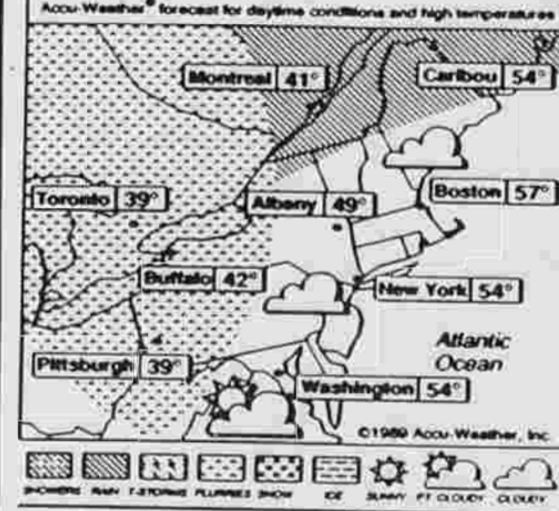 Accu-Weather® forecast for daytime conditions and high temperatures
Montreal 41°
Caribou 54°
Toronto 39°
Albany 49°
Boston 57°
Buffalo 42°
New York 54°
Atlantic
Ocean
Pittsburgh 39°
Washington 54°
©1989 Accu-Weather, Inc.
SHOWERS RAIN T-STORMS FLURRIES SNOW ICE SUNNY PT CLOUDY CLOUDY